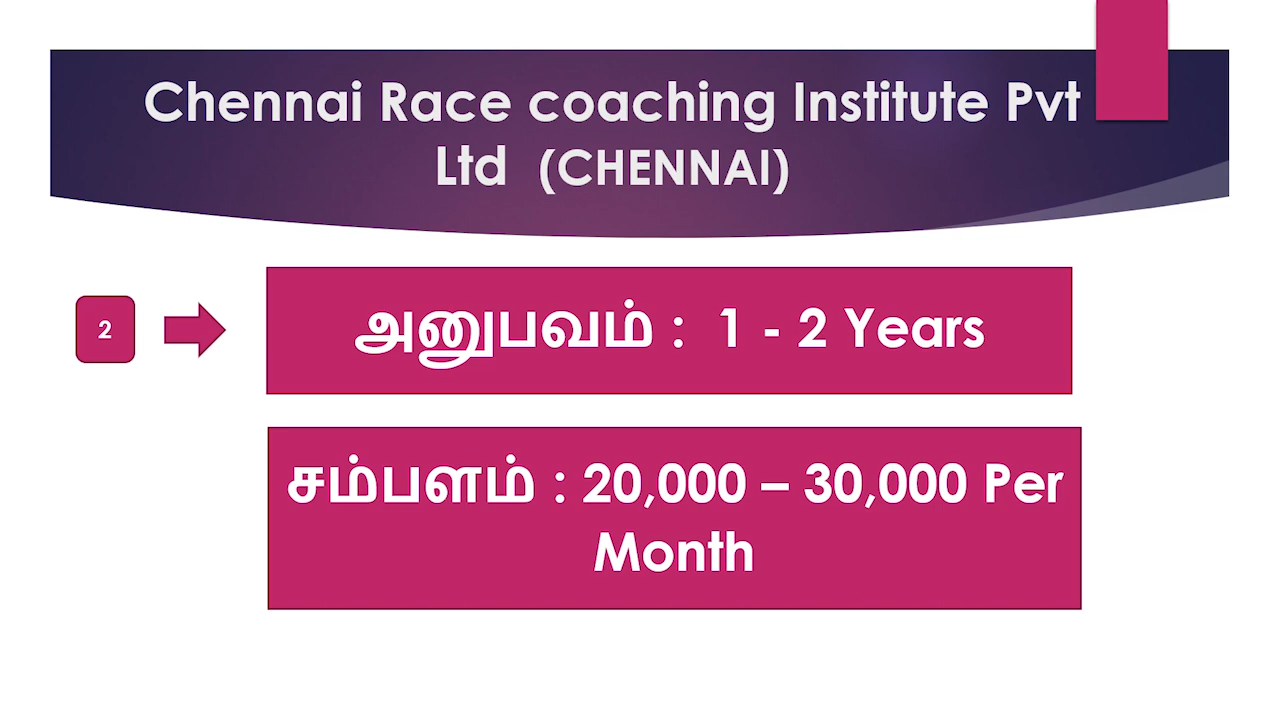 Chennai Race coaching Institute Pvt
Ltd (CHENNAI)
2
அனுபவம் : 1 - 2 Years
சம்பளம் : 20,000 – 30,000 Per
Month